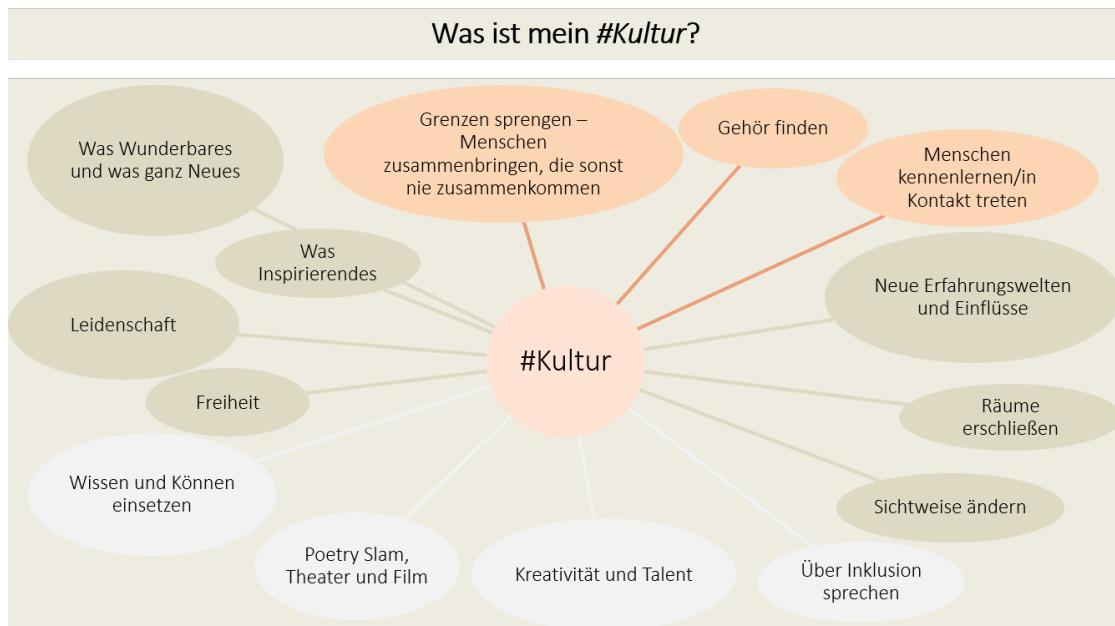 Was ist mein #Kultur?
Was Wunderbares
und was ganz Neues
Grenzen sprengen –
Menschen
zusammenbringen, die sonst
nie zusammenkommen
Gehör finden
Menschen
kennenlernen/in
Kontakt treten
Was
Inspirierendes
Neue Erfahrungswelten
und Einflüsse
Leidenschaft
#Kultur
Freiheit
Räume
erschließen
Wissen und Können
einsetzen
Sichtweise ändern
Poetry Slam,
Theater und Film
Kreativität und Talent
Über Inklusion
sprechen